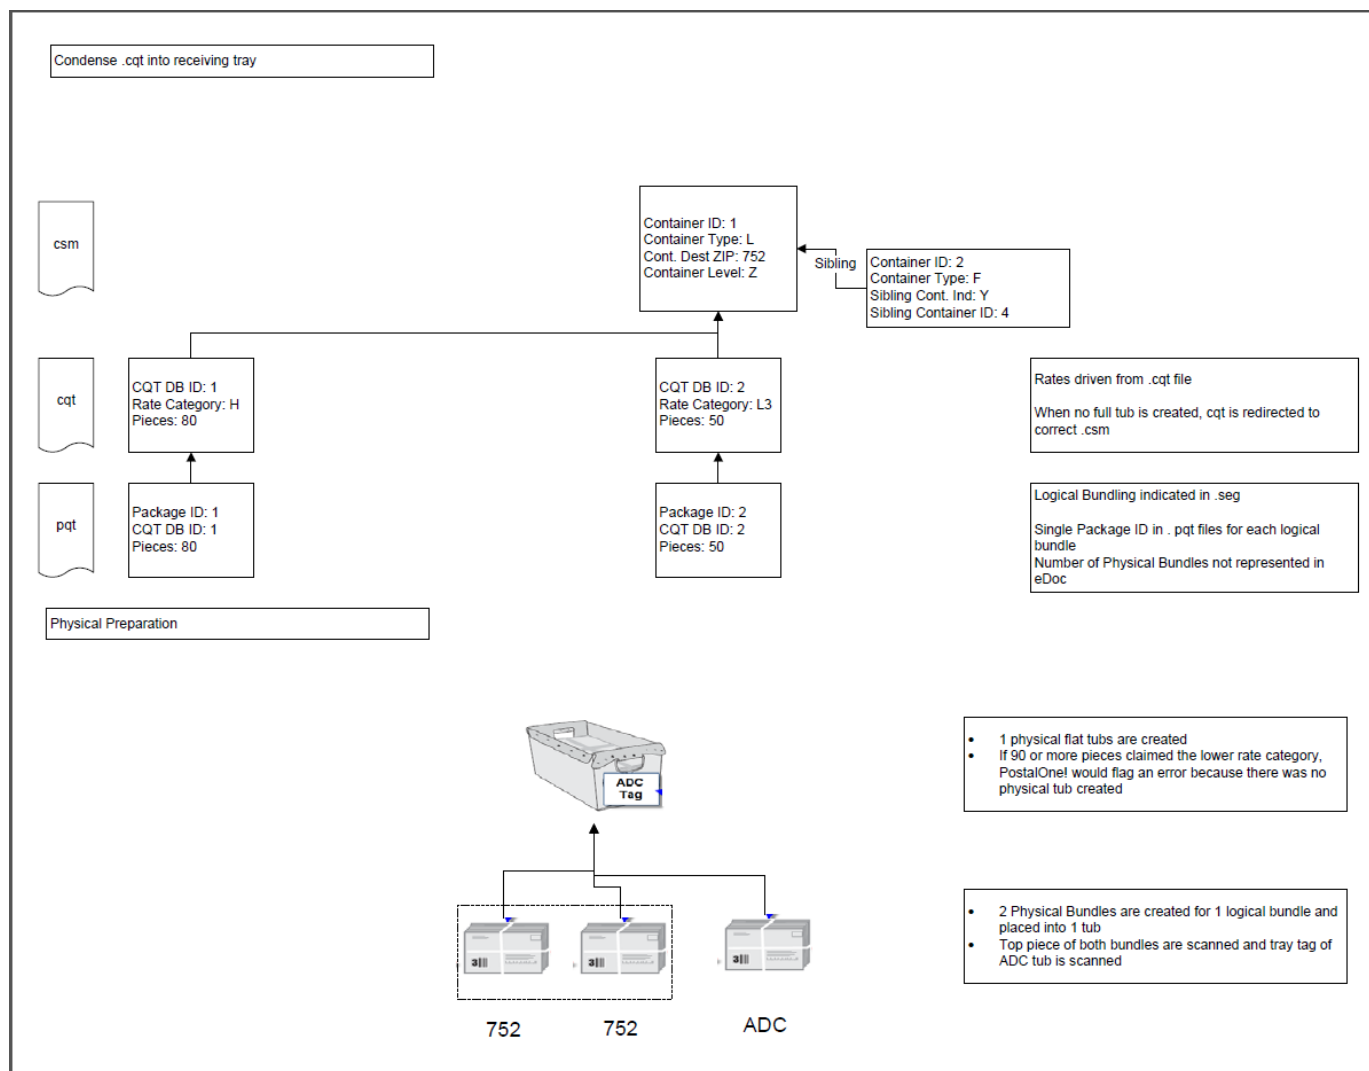 Condense .cqt into receiving tray
csm
Container ID: 1
Container Type: L
Cont. Dest ZIP: 752
Container Level: Z
Sibling
Container ID: 2
Container Type: F
Sibling Cont. Ind: Y
Sibling Container ID: 4
cqt
CQT DB ID: 1
Rate Category: H
Pieces: 80
CQT DB ID: 2
Rate Category: L3
Pieces: 50
Rates driven from .cqt file
When no full tub is created, cqt is redirected to
correct .csm
pqt
Package ID: 1
CQT DB ID: 1
Pieces: 80
Package ID: 2
CQT DB ID: 2
Pieces: 50
Logical Bundling indicated in .seg
Single Package ID in . pqt files for each logical
bundle
Number of Physical Bundles not represented in
eDoc
Physical Preparation
ADC
Tag
• 1 physical flat tubs are created
• If 90 or more pieces claimed the lower rate category,
PostalOne! would flag an error because there was no
physical tub created
• 2 Physical Bundles are created for 1 logical bundle and
placed into 1 tub
• Top piece of both bundles are scanned and tray tag of
ADC tub is scanned
3
3
3
752
752
ADC